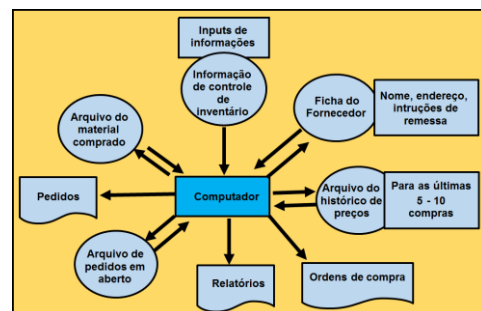 Inputs de
informações
Informação
de controle
de
inventário
Ficha do
Fornecedor
Nome, endereço,
intruções de
remessa
Arquivo do
material
comprado
Pedidos
Computador
Arquivo do
histórico de
preços
Para as últimas
5 - 10
compras
Arquivo de
pedidos em
aberto
Relatórios
Ordens de compra